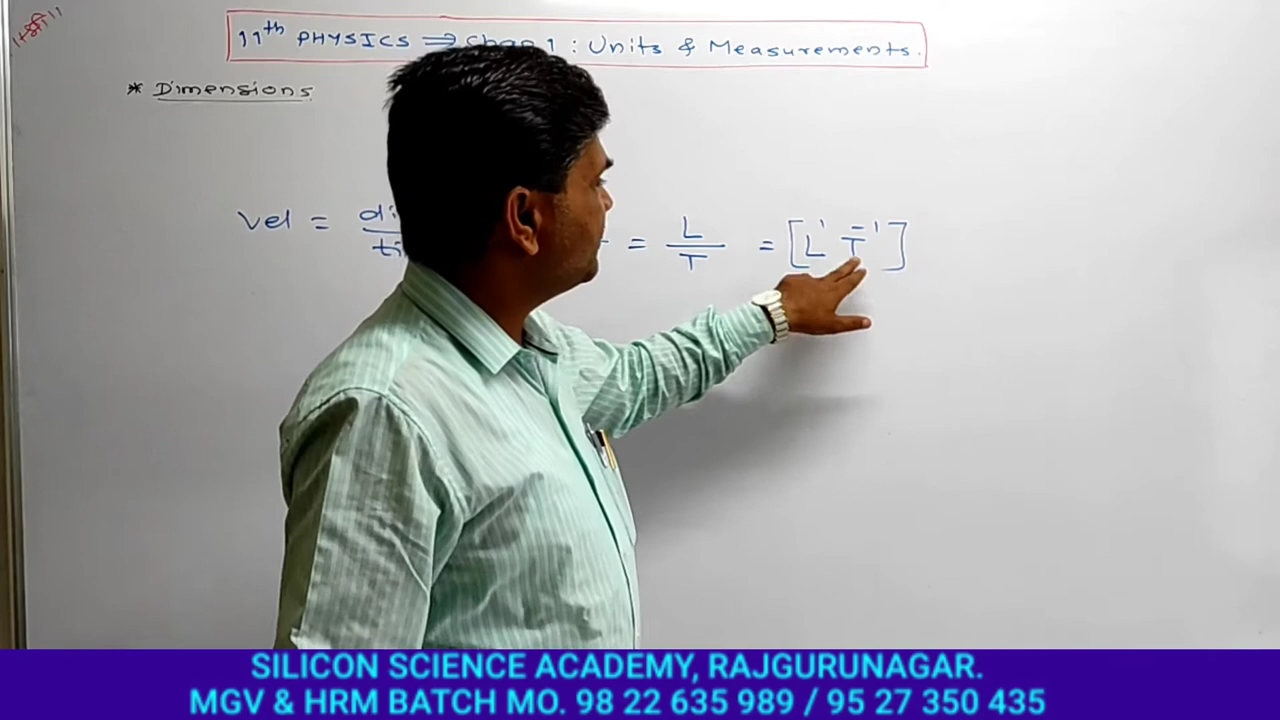 11th PHYSICS ⇒ Chap 1 : Units & Measurements.
* Dimensions
Vel = = L/T = [L¹ T⁻¹]
SILICON SCIENCE ACADEMY, RAJGURUNAGAR.
MGV & HRM BATCH MO. 98 22 635 989 / 95 27 350 435